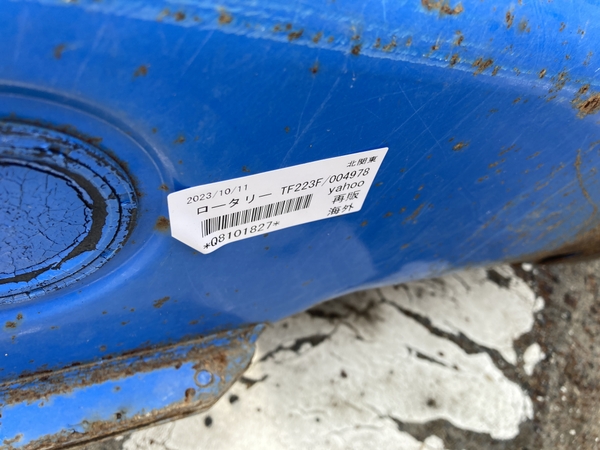 北関東
2023/10/11
ロータリー TF223F/004978
yahoo
再販
海外
*Q8101827*